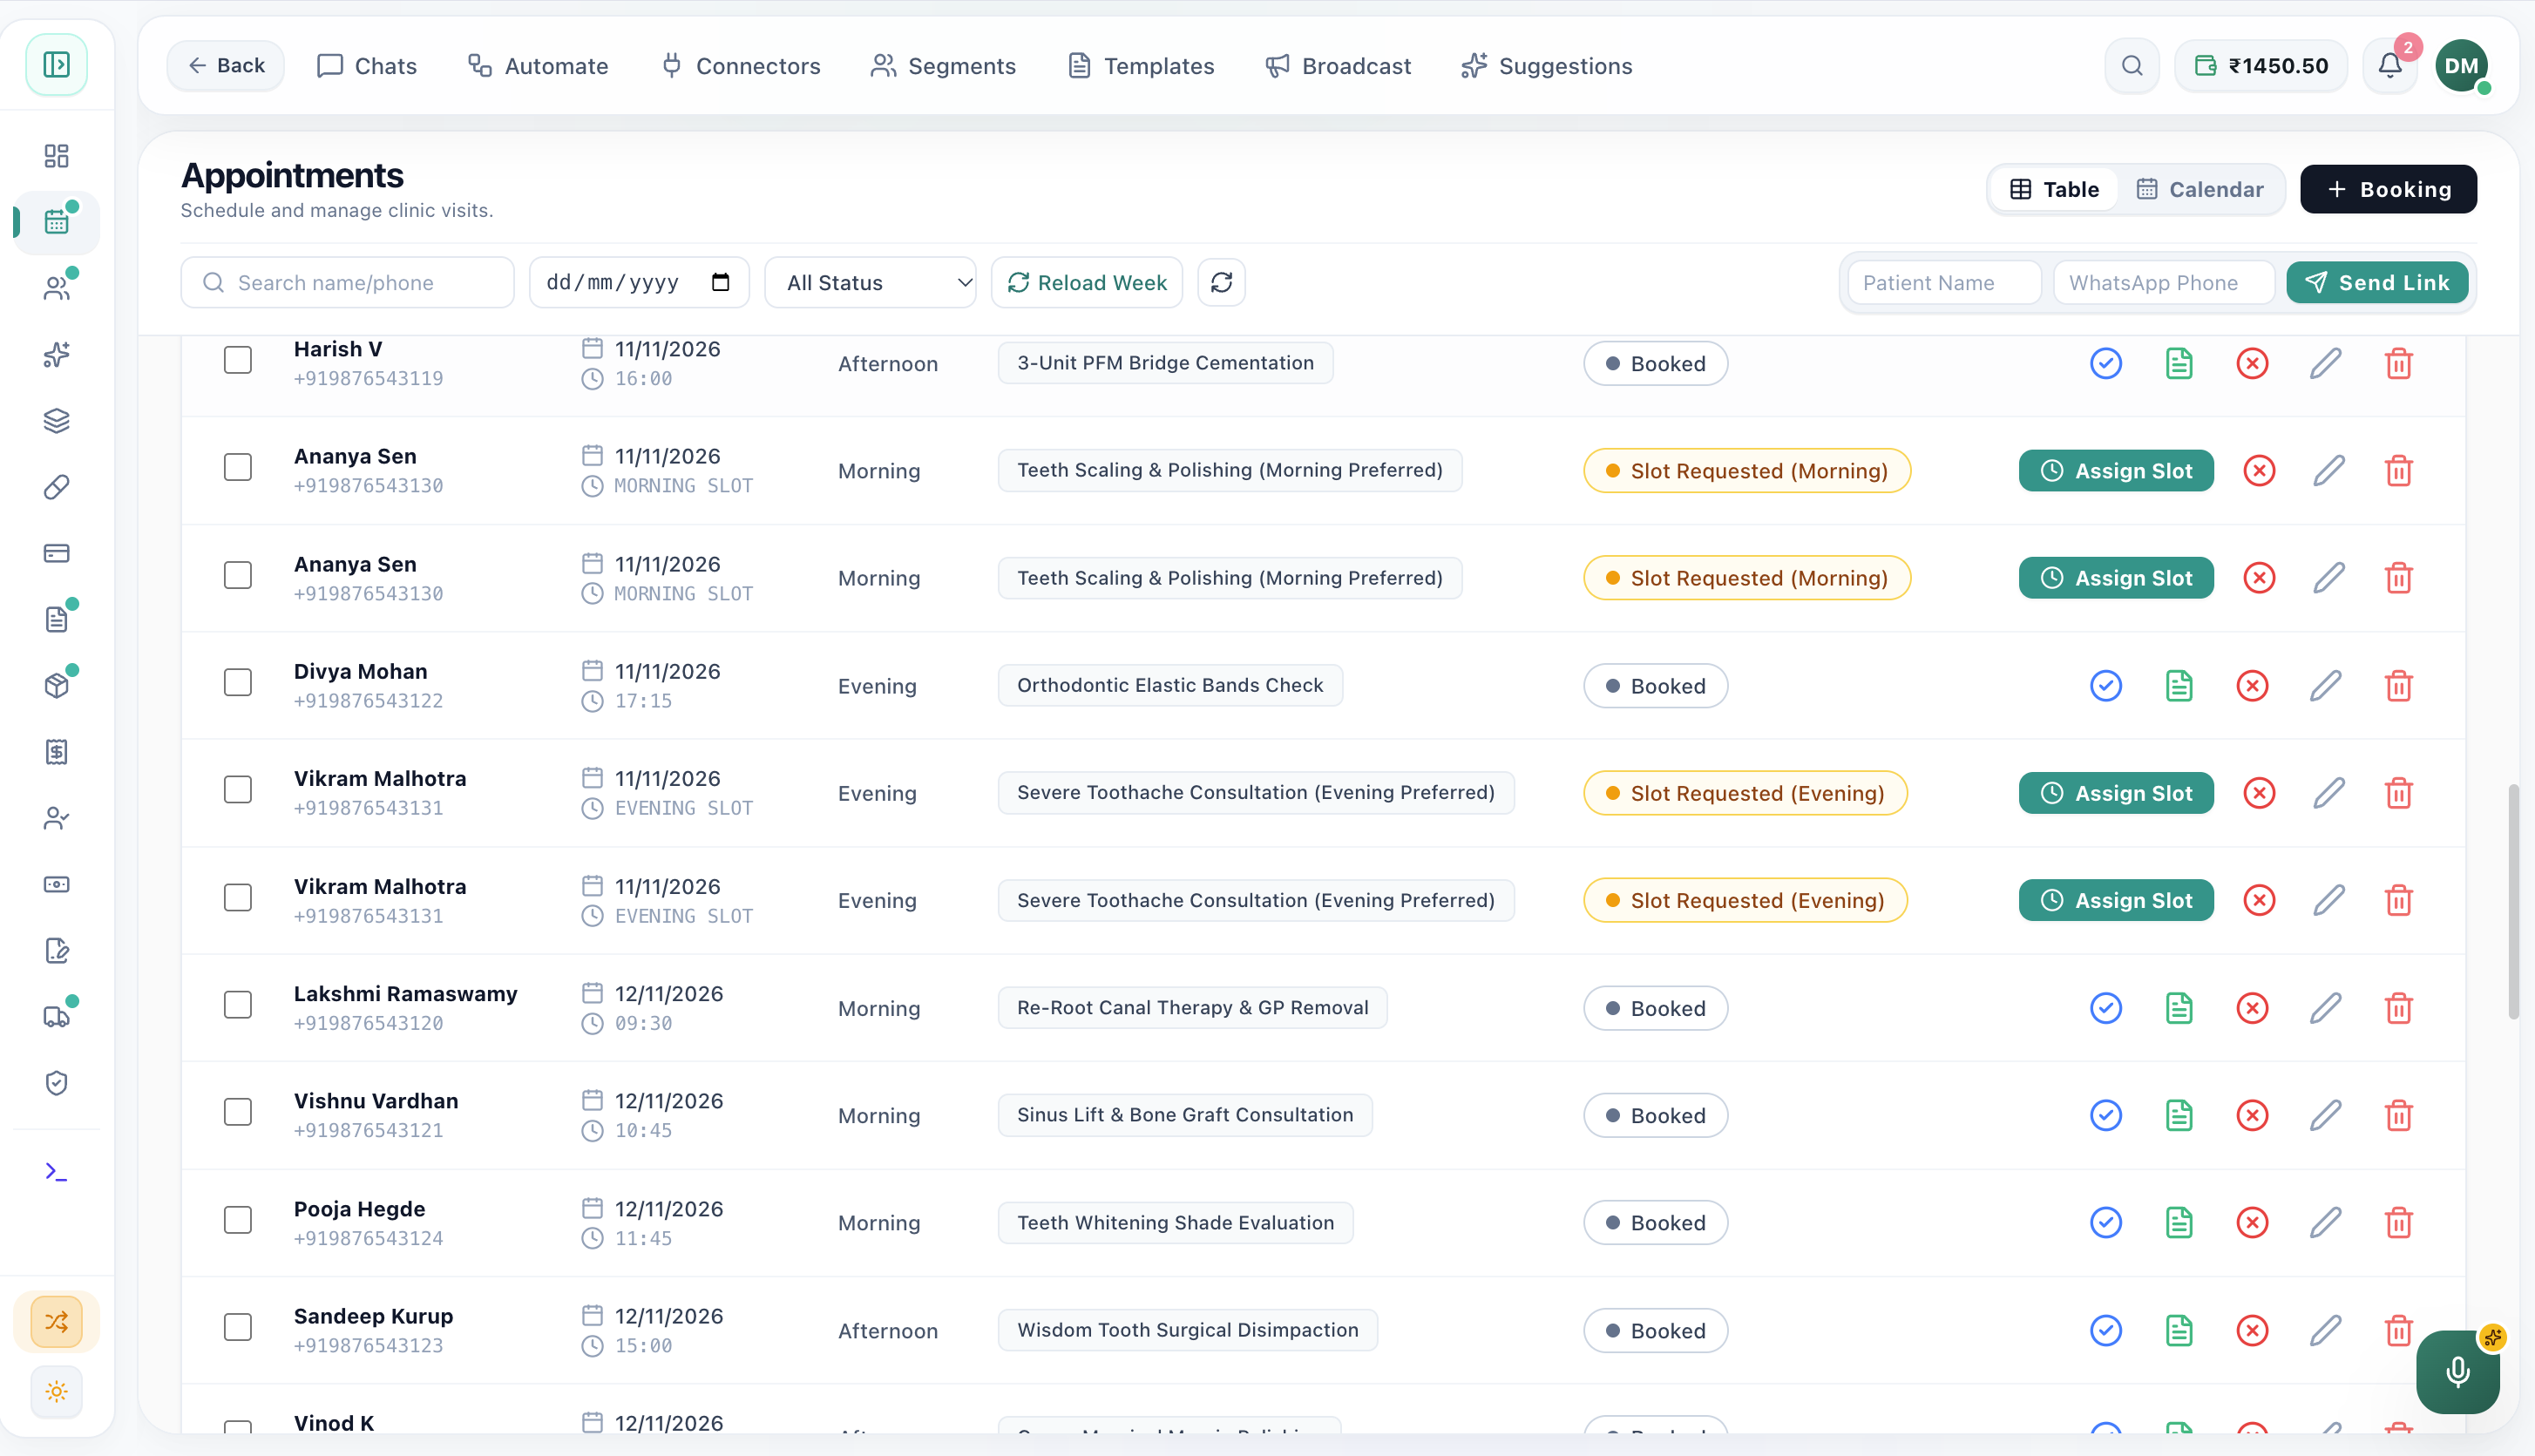 Back
Chats
Automate
Connectors
Segments
Templates
Broadcast
Suggestions
₹1450.50
2
DM
Appointments
Schedule and manage clinic visits.
Table
Calendar
+ Booking
Search name/phone
dd/mm/yyyy
All Status
Reload Week
Patient Name
WhatsApp Phone
Send Link
Harish V
+919876543119
11/11/2026
16:00
Afternoon
3-Unit PFM Bridge Cementation
Booked
Ananya Sen
+919876543130
11/11/2026
MORNING SLOT
Morning
Teeth Scaling & Polishing (Morning Preferred)
Slot Requested (Morning)
Assign Slot
Ananya Sen
+919876543130
11/11/2026
MORNING SLOT
Morning
Teeth Scaling & Polishing (Morning Preferred)
Slot Requested (Morning)
Assign Slot
Divya Mohan
+919876543122
11/11/2026
17:15
Evening
Orthodontic Elastic Bands Check
Booked
Vikram Malhotra
+919876543131
11/11/2026
EVENING SLOT
Evening
Severe Toothache Consultation (Evening Preferred)
Slot Requested (Evening)
Assign Slot
Vikram Malhotra
+919876543131
11/11/2026
EVENING SLOT
Evening
Severe Toothache Consultation (Evening Preferred)
Slot Requested (Evening)
Assign Slot
Lakshmi Ramaswamy
+919876543120
12/11/2026
09:30
Morning
Re-Root Canal Therapy & GP Removal
Booked
Vishnu Vardhan
+919876543121
12/11/2026
10:45
Morning
Sinus Lift & Bone Graft Consultation
Booked
Pooja Hegde
+919876543124
12/11/2026
11:45
Morning
Teeth Whitening Shade Evaluation
Booked
Sandeep Kurup
+919876543123
12/11/2026
15:00
Afternoon
Wisdom Tooth Surgical Disimpaction
Booked
Vinod K
12/11/2026